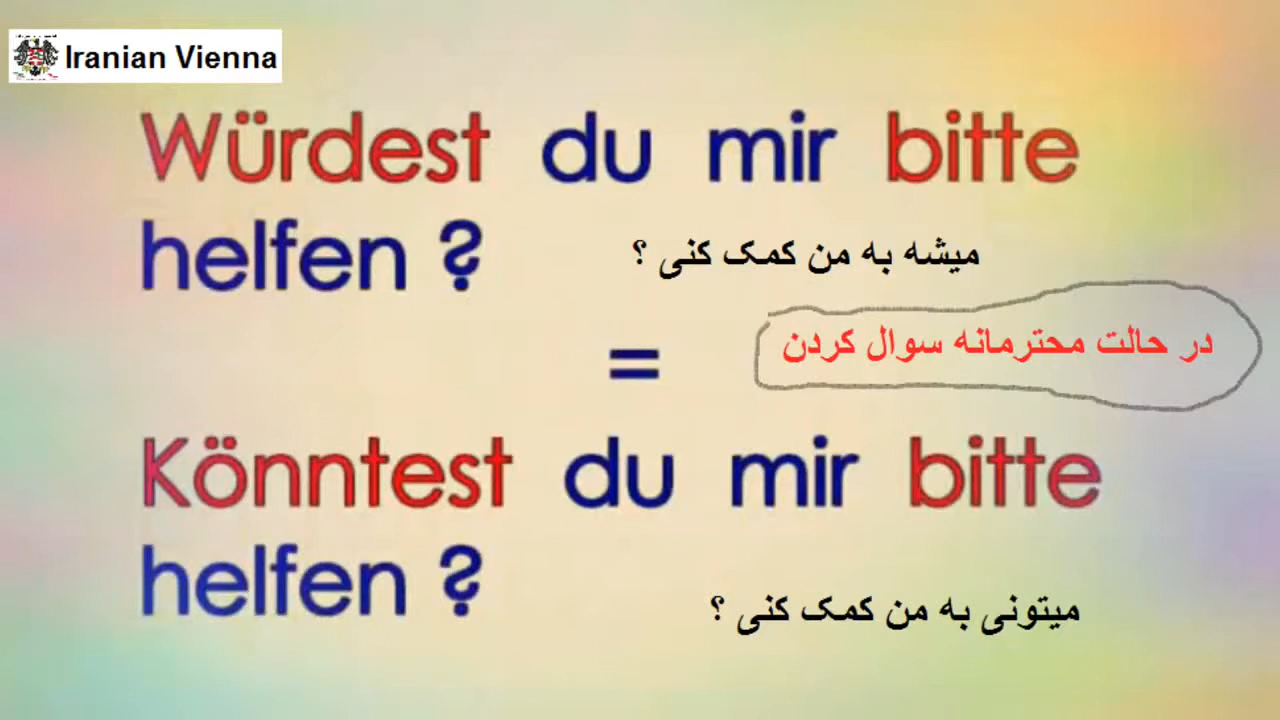 Iranian Vienna
Würdest du mir bitte
helfen ?
میشه به من کمک کنی ؟
=
در حالت محترمانه سوال کردن
Könntest du mir bitte
helfen ?
میتونی به من کمک کنی ؟